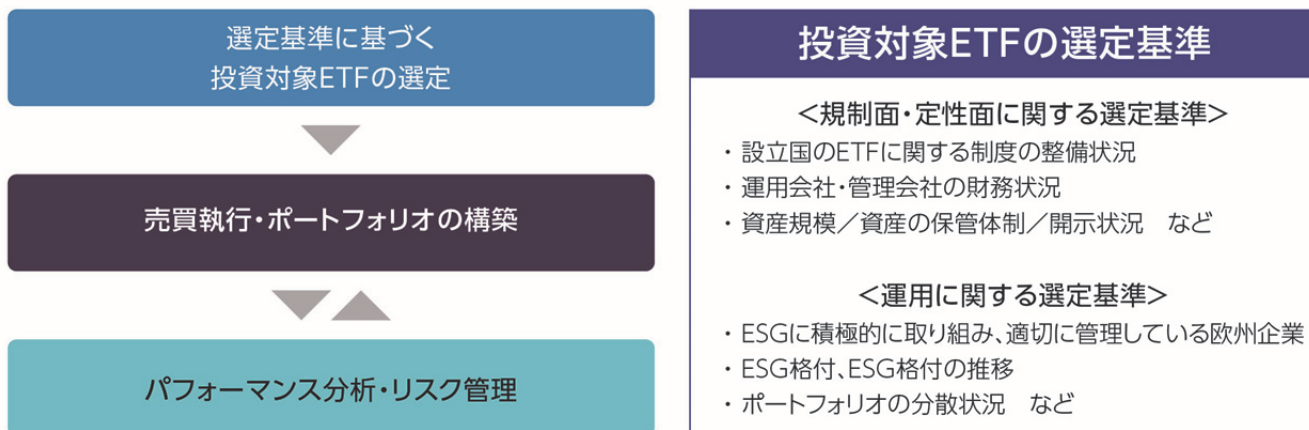 選定基準に基づく
投資対象ETFの選定
売買執行・ポートフォリオの構築
パフォーマンス分析・リスク管理
投資対象ETFの選定基準
＜規制面・定性面に関する選定基準＞
・設立国のETFに関する制度の整備状況
・運用会社・管理会社の財務状況
・資産規模／資産の保管体制／開示状況　など
＜運用に関する選定基準＞
・ESGに積極的に取り組み、適切に管理している欧州企業
・ESG格付、ESG格付の推移
・ポートフォリオの分散状況　など